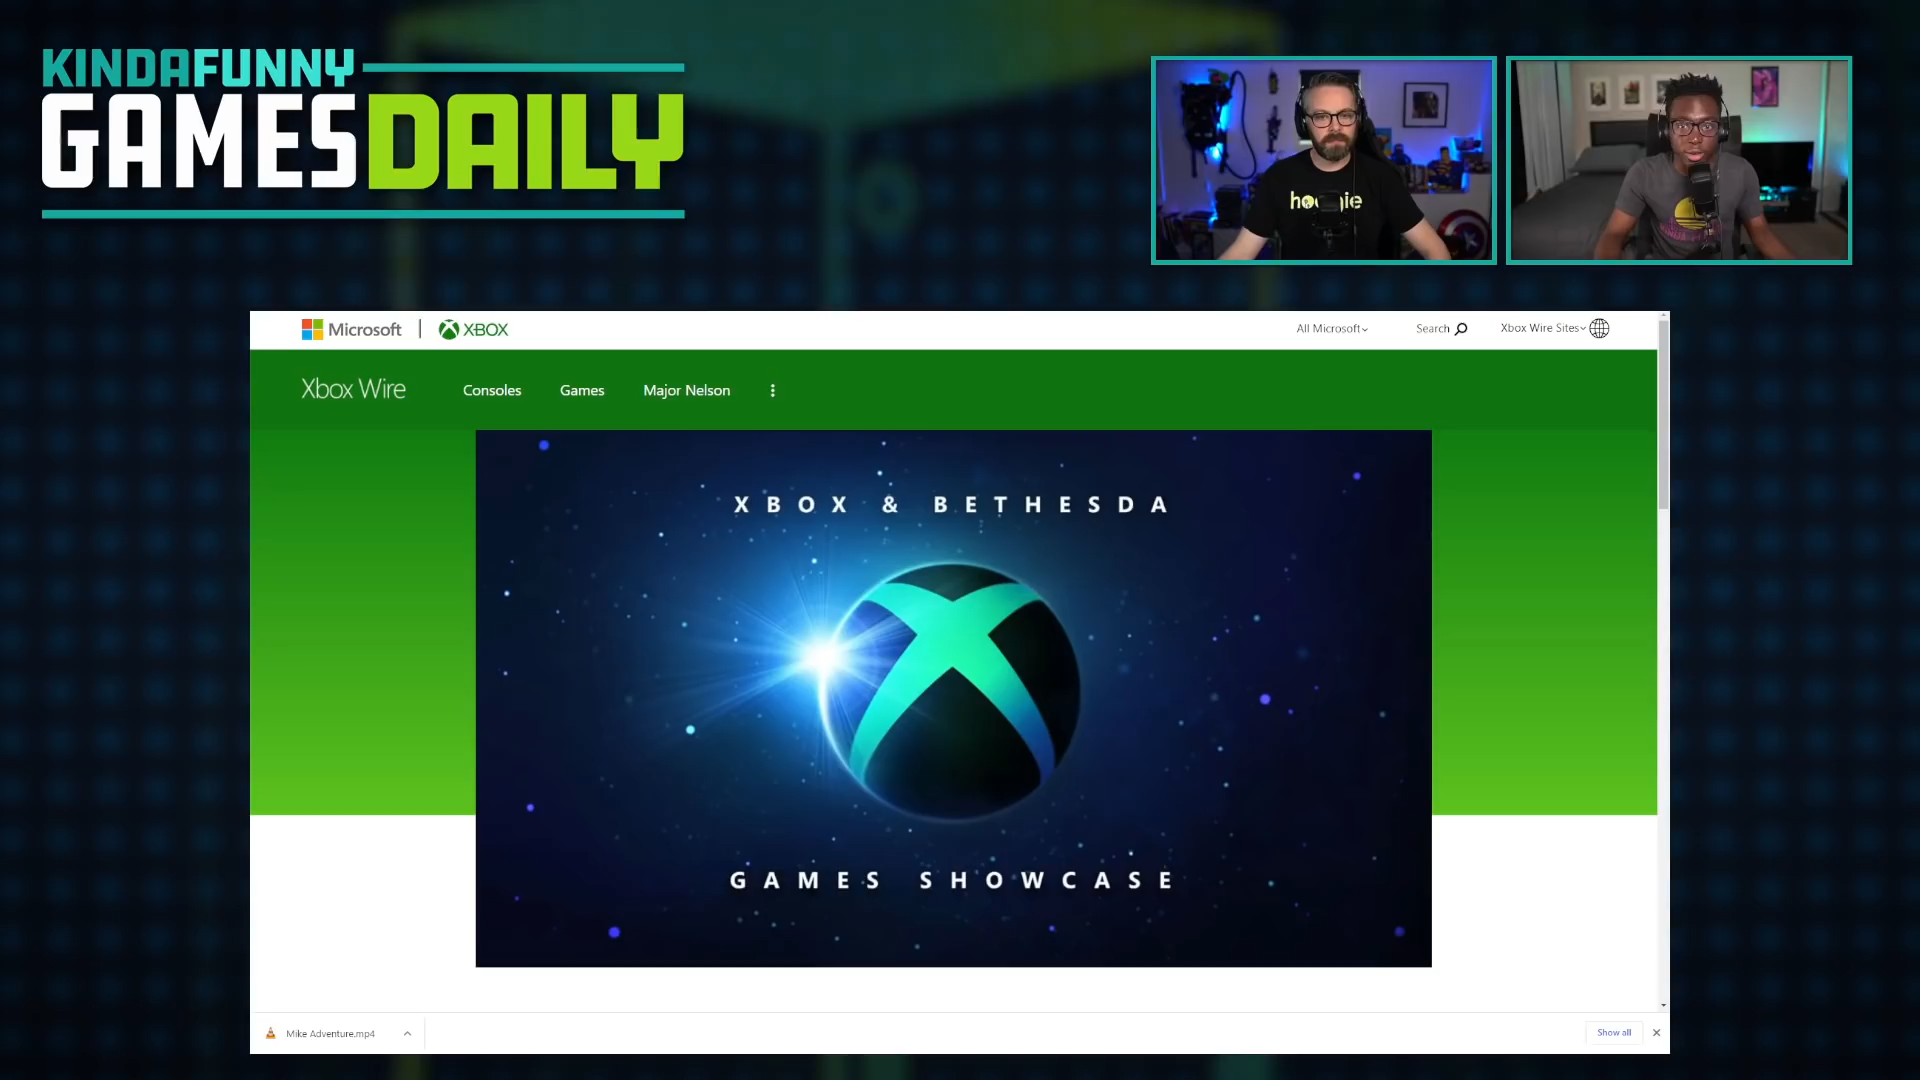 KINDAFUNNY
GAMESDAILY
Microsoft | XBOX
All Microsoft
Search
Xbox Wire Sites
Xbox Wire
Consoles
Games
Major Nelson
XBOX & BETHESDA
GAMES SHOWCASE
Mike Adventure.mp4
Show all